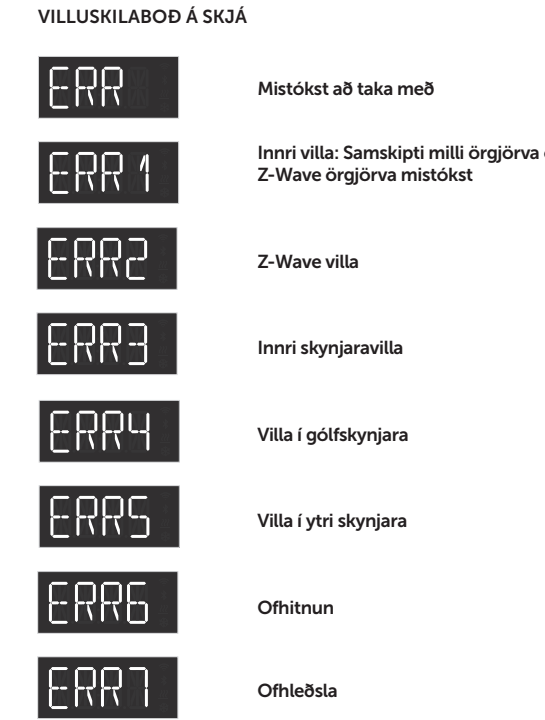 VILLUSKILABOÐ Á SKJÁ
ERR
Mistókst að taka með
ERR 1
Innri villa: Samskipti milli örgjörva
Z-Wave örgjörva mistókst
ERR2
Z-Wave villa
ERR3
Innri skynjaravilla
ERR4
Villa í gólfskynjara
ERR5
Villa í ytri skynjara
ERR6
Ofhitnun
ERR7
Ofhleðsla